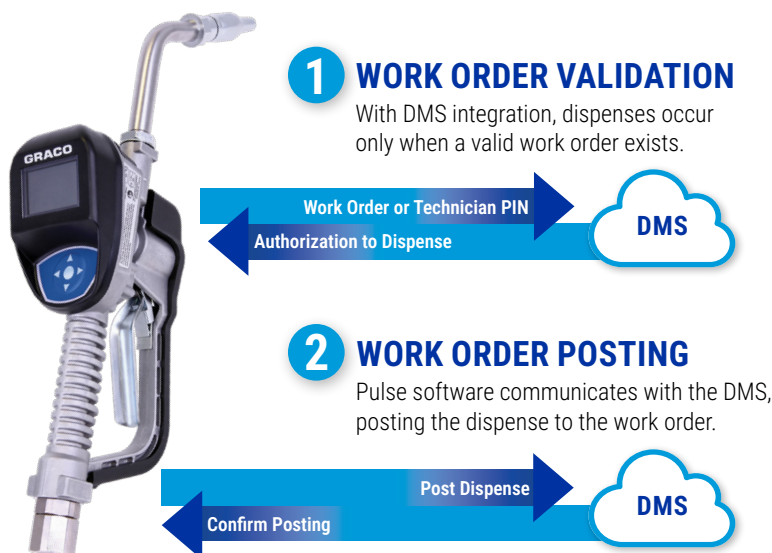 GRACO
1 WORK ORDER VALIDATION
With DMS integration, dispenses occur
only when a valid work order exists.
Work Order or Technician PIN
Authorization to Dispense
DMS
2 WORK ORDER POSTING
Pulse software communicates with the DMS,
posting the dispense to the work order.
Post Dispense
Confirm Posting
DMS